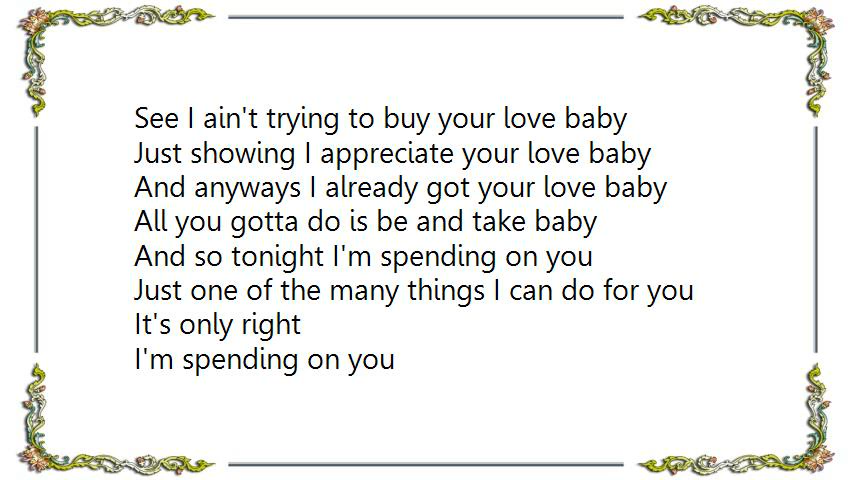 See I ain't trying to buy your love baby
Just showing I appreciate your love baby
And anyways I already got your love baby
All you gotta do is be and take baby
And so tonight I'm spending on you
Just one of the many things I can do for you
It's only right
I'm spending on you